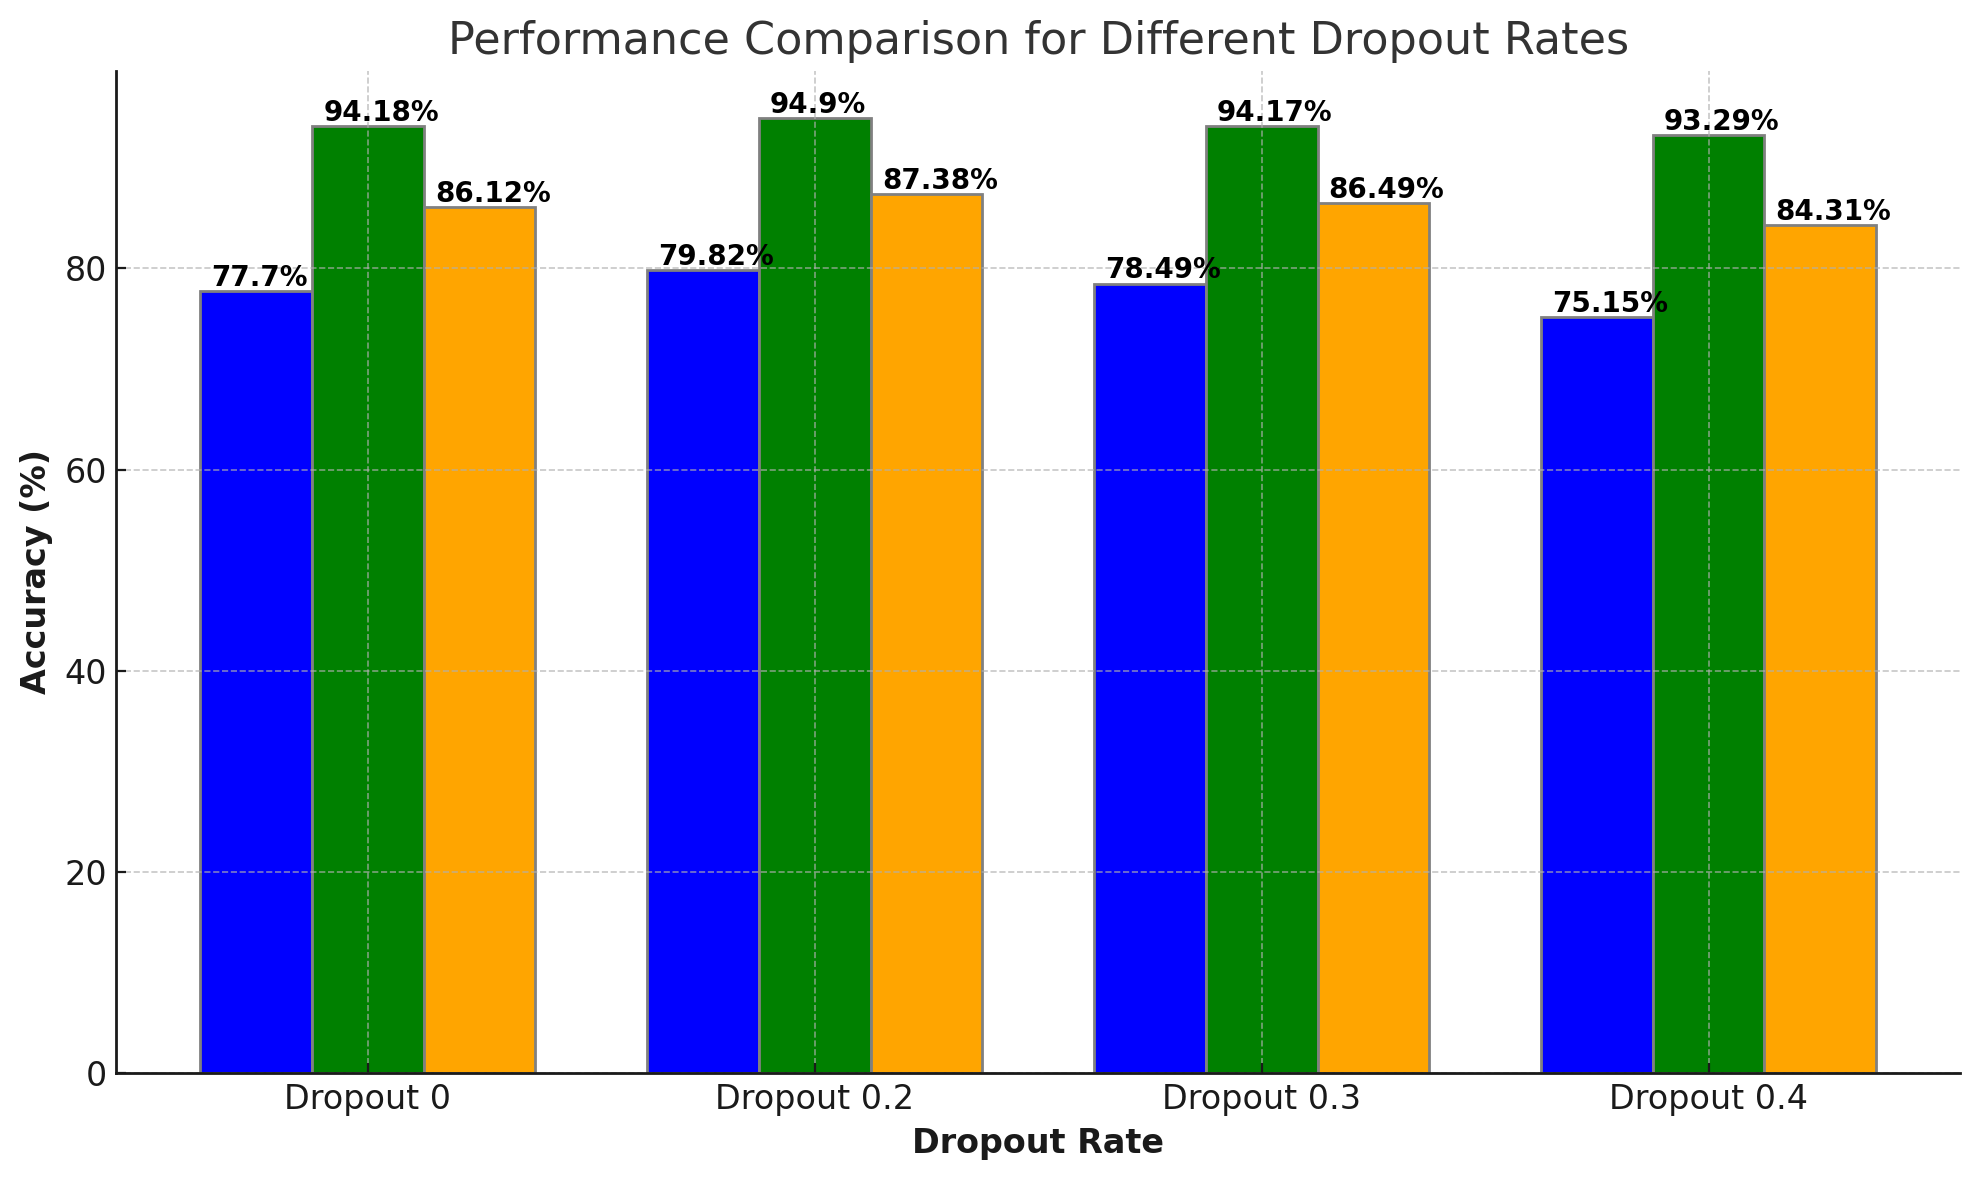 Performance Comparison for Different Dropout Rates
94.18%
94.9%
94.17%
93.29%
86.12%
87.38%
86.49%
84.31%
77.7%
79.82%
78.49%
75.15%
80
60
40
20
0
Accuracy (%)
Dropout 0
Dropout 0.2
Dropout 0.3
Dropout 0.4
Dropout Rate